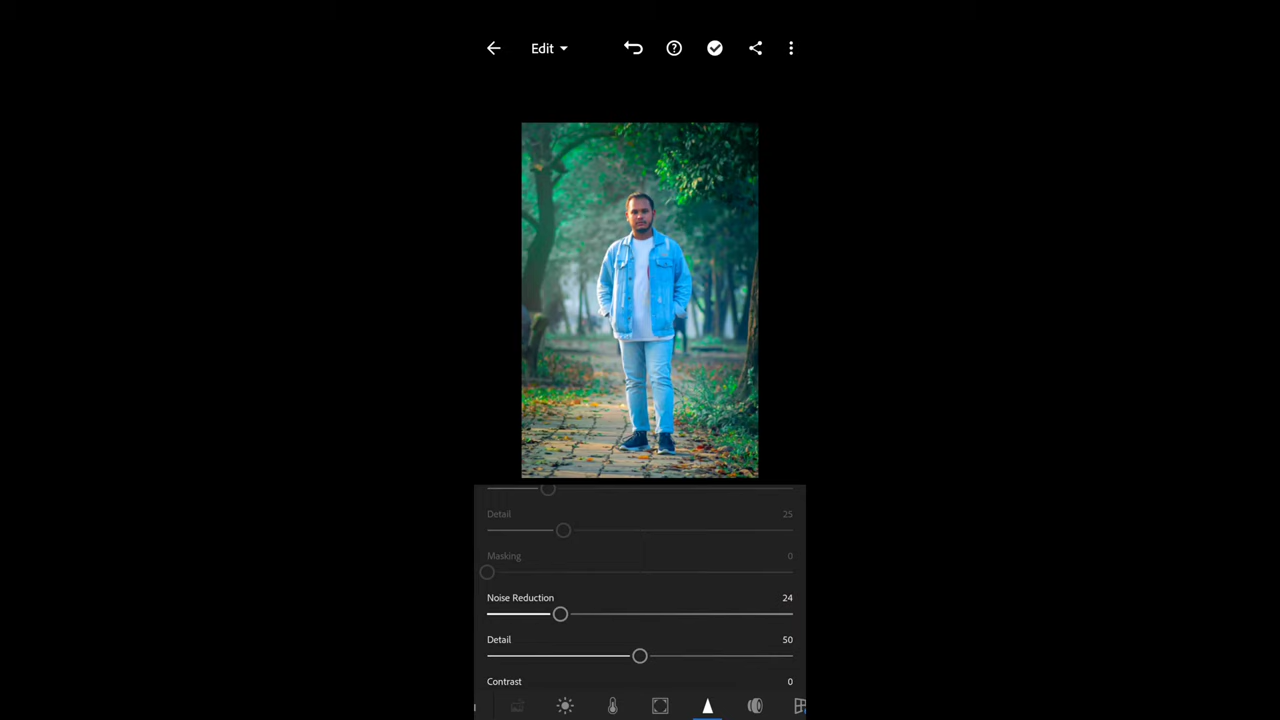 Edit
Detail 25
Masking 0
Noise Reduction 24
Detail 50
Contrast 0